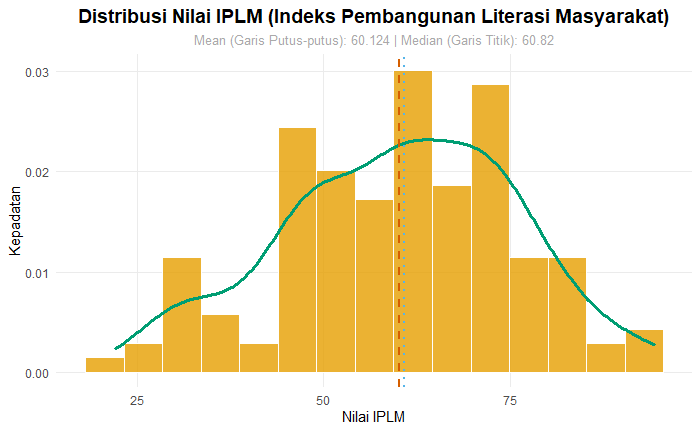 Distribusi Nilai IPLM (Indeks Pembangunan Literasi Masyarakat)
Mean (Garis Putus-putus): 60.124 | Median (Garis Titik): 60.82
Kepadatan
0.03
0.02
0.01
0.00
25
50
75
Nilai IPLM